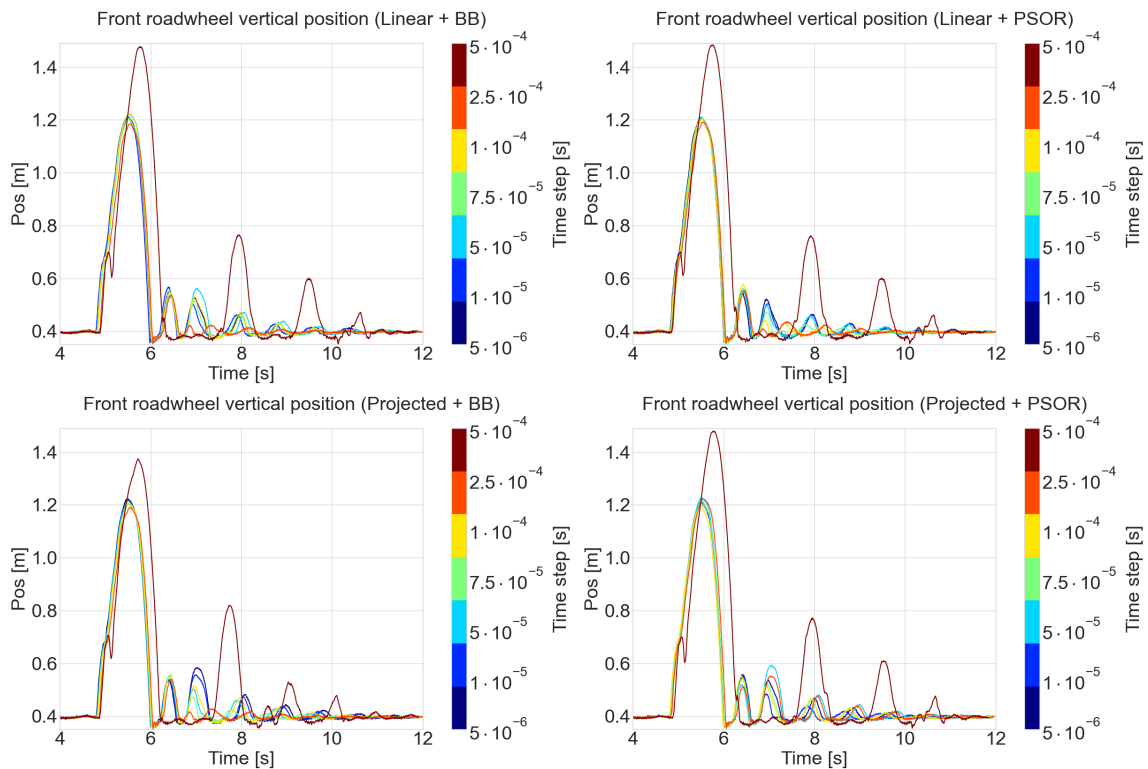 Front roadwheel vertical position (Linear + BB)
Pos [m]
1.4
1.2
1.0
0.8
0.6
0.4
4 6 8 10 12
Time [s]
5·10⁻⁴
2.5·10⁻⁴
1·10⁻⁴
7.5·10⁻⁵
5·10⁻⁵
1·10⁻⁵
5·10⁻⁶
Time step [s]
Front roadwheel vertical position (Linear + PSOR)
Pos [m]
1.4
1.2
1.0
0.8
0.6
0.4
4 6 8 10 12
Time [s]
5·10⁻⁴
2.5·10⁻⁴
1·10⁻⁴
7.5·10⁻⁵
5·10⁻⁵
1·10⁻⁵
5·10⁻⁶
Time step [s]
Front roadwheel vertical position (Projected + BB)
Pos [m]
1.4
1.2
1.0
0.8
0.6
0.4
4 6 8 10 12
Time [s]
5·10⁻⁴
2.5·10⁻⁴
1·10⁻⁴
7.5·10⁻⁵
5·10⁻⁵
1·10⁻⁵
5·10⁻⁶
Time step [s]
Front roadwheel vertical position (Projected + PSOR)
Pos [m]
1.4
1.2
1.0
0.8
0.6
0.4
4 6 8 10 12
Time [s]
5·10⁻⁴
2.5·10⁻⁴
1·10⁻⁴
7.5·10⁻⁵
5·10⁻⁵
1·10⁻⁵
5·10⁻⁶
Time step [s]